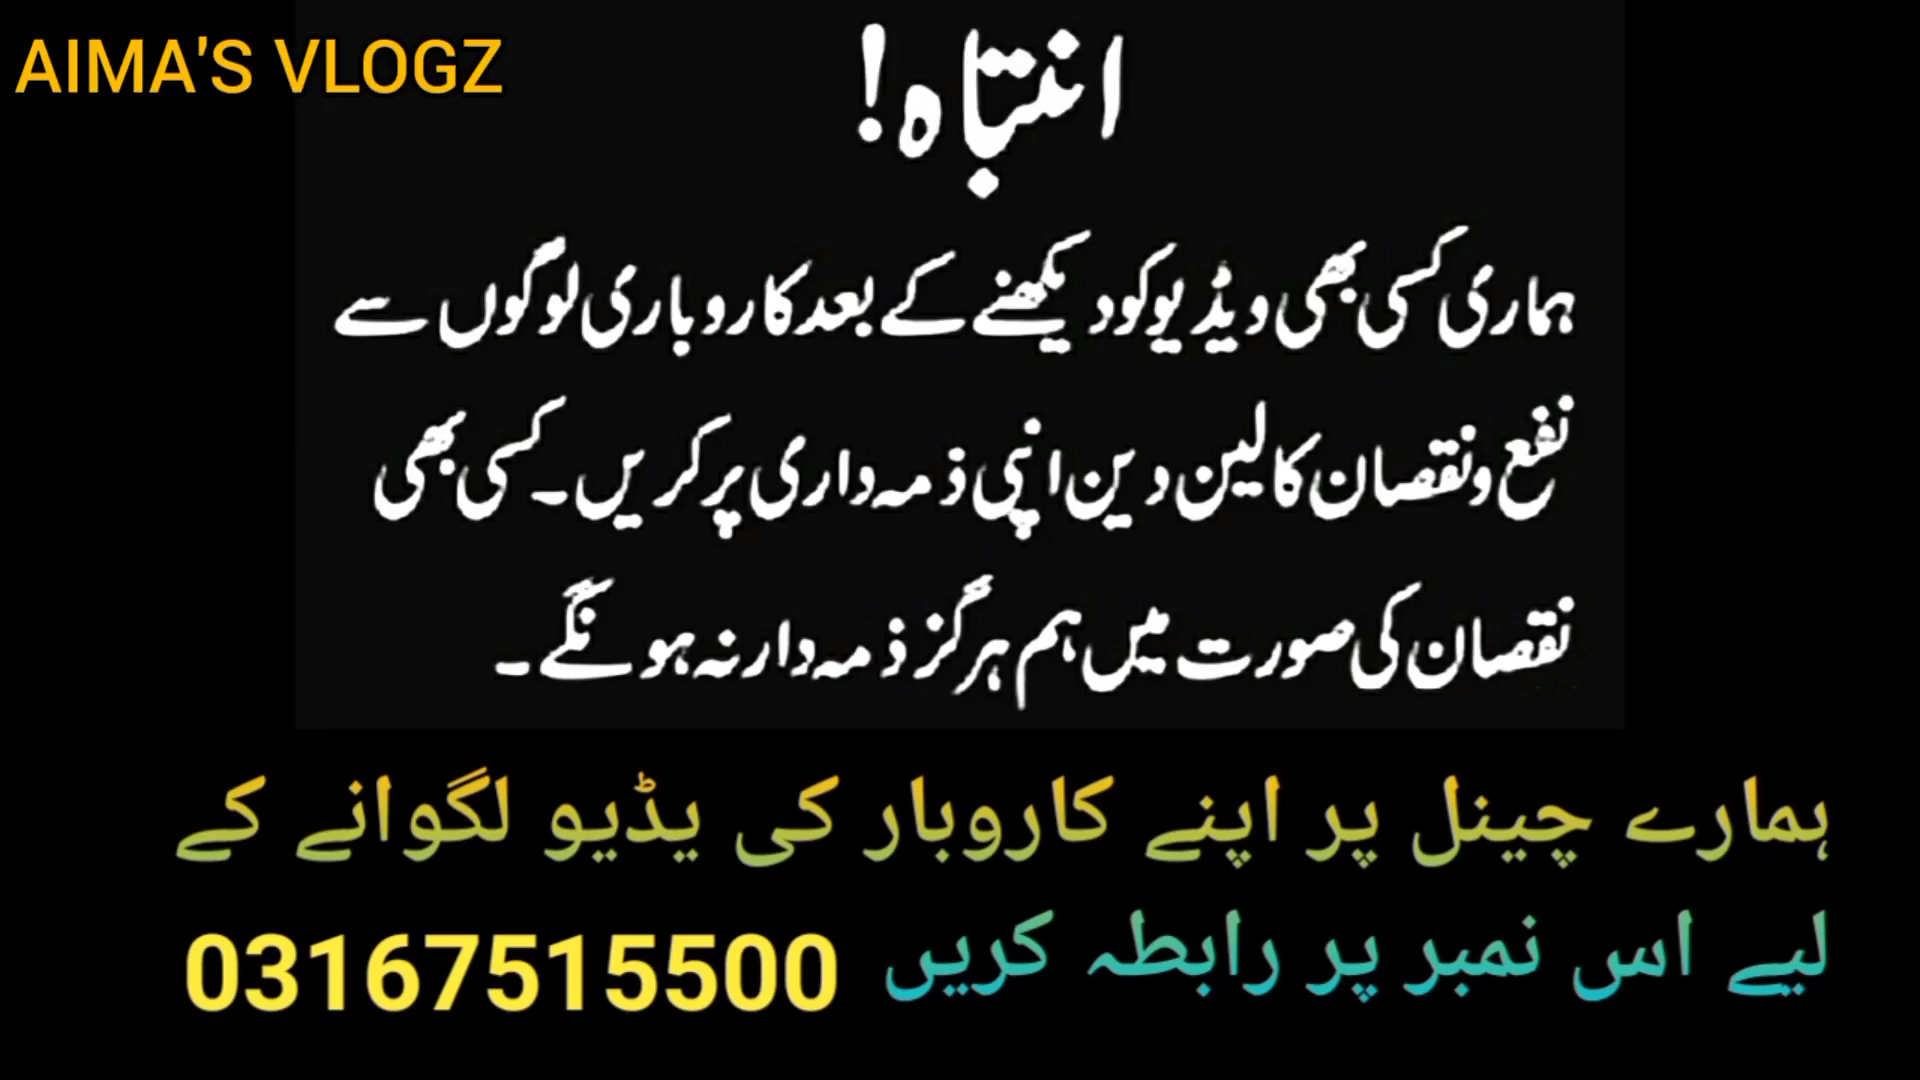 AIMA'S VLOGZ
انتباہ!
ہماری کسی بھی ویڈیو کو دیکھنے کے بعد کاروباری لوگوں سے
نفع و نقصان کا لین دین اپنی ذمہ داری پر کریں۔ کسی بھی
نقصان کی صورت میں ہم ہرگز ذمہ دار نہ ہونگے۔
ہمارے چینل پر اپنے کاروبار کی یڈیو لگوانے کے
لیے اس نمبر پر رابطہ کریں 03167515500